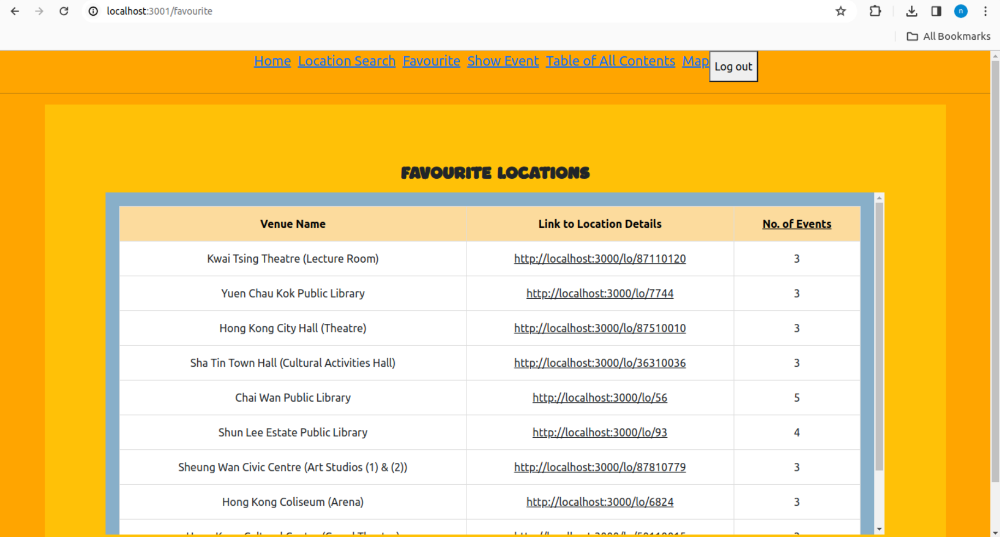 localhost:3001/favourite
n
All Bookmarks
Home Location Search Favourite Show Event Table of All Contents Map Log out
FAVOURITE LOCATIONS
Venue Name Link to Location Details No. of Events
Kwai Tsing Theatre (Lecture Room) http://localhost:3000/lo/87110120 3
Yuen Chau Kok Public Library http://localhost:3000/lo/7744 3
Hong Kong City Hall (Theatre) http://localhost:3000/lo/87510010 3
Sha Tin Town Hall (Cultural Activities Hall) http://localhost:3000/lo/36310036 3
Chai Wan Public Library http://localhost:3000/lo/56 5
Shun Lee Estate Public Library http://localhost:3000/lo/93 4
Sheung Wan Civic Centre (Art Studios (1) & (2)) http://localhost:3000/lo/87810779 3
Hong Kong Coliseum (Arena) http://localhost:3000/lo/6824 3